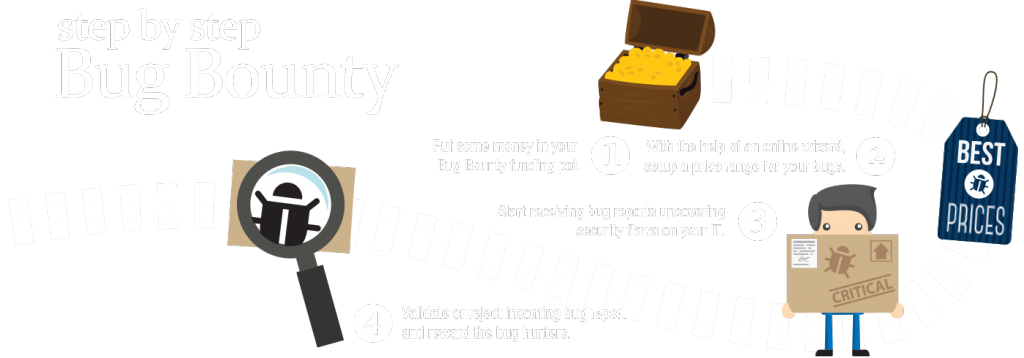 step by step
Bug Bounty
Put some money in your
Bug Bounty funding pot.
1
With the help of an online wizard,
setup a price range for your bugs.
2
BEST
PRICES
Start receiving bug reports uncovering
security flaws on your IT.
3
CRITICAL
4
Validate or reject incoming bug report
and reward the bug hunters.